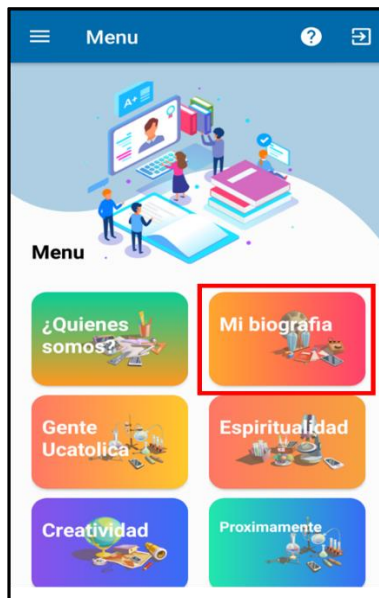 Menu
A+
Menu
¿Quienes
somos?
Mi biografia
Gente
Ucatolica
Espiritualidad
Creatividad
Proximamente